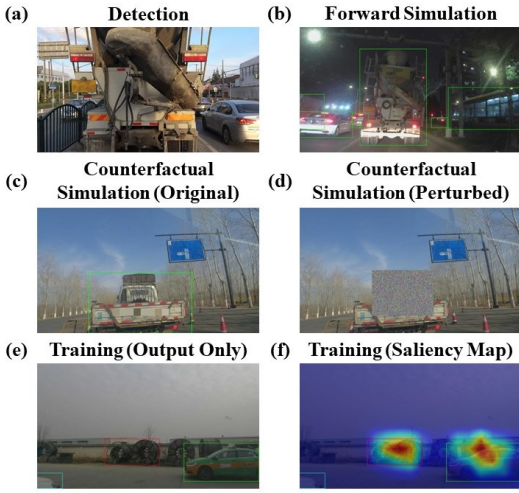 (a) Detection
(b) Forward Simulation
(c) Counterfactual
Simulation (Original)
(d) Counterfactual
Simulation (Perturbed)
(e) Training (Output Only)
(f) Training (Saliency Map)